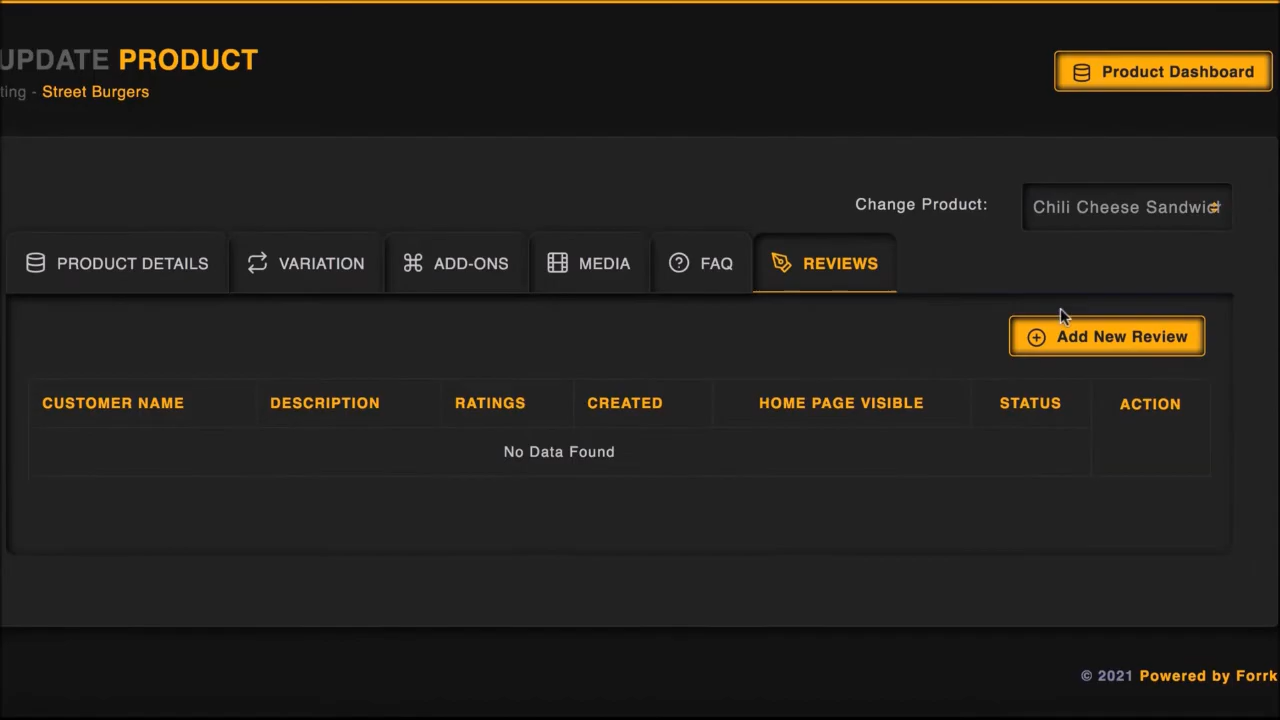 UPDATE PRODUCT
ting - Street Burgers
Product Dashboard
Change Product:
Chili Cheese Sandwich
PRODUCT DETAILS
VARIATION
ADD-ONS
MEDIA
FAQ
REVIEWS
Add New Review
CUSTOMER NAME
DESCRIPTION
RATINGS
CREATED
HOME PAGE VISIBLE
STATUS
ACTION
No Data Found
© 2021 Powered by Forrk